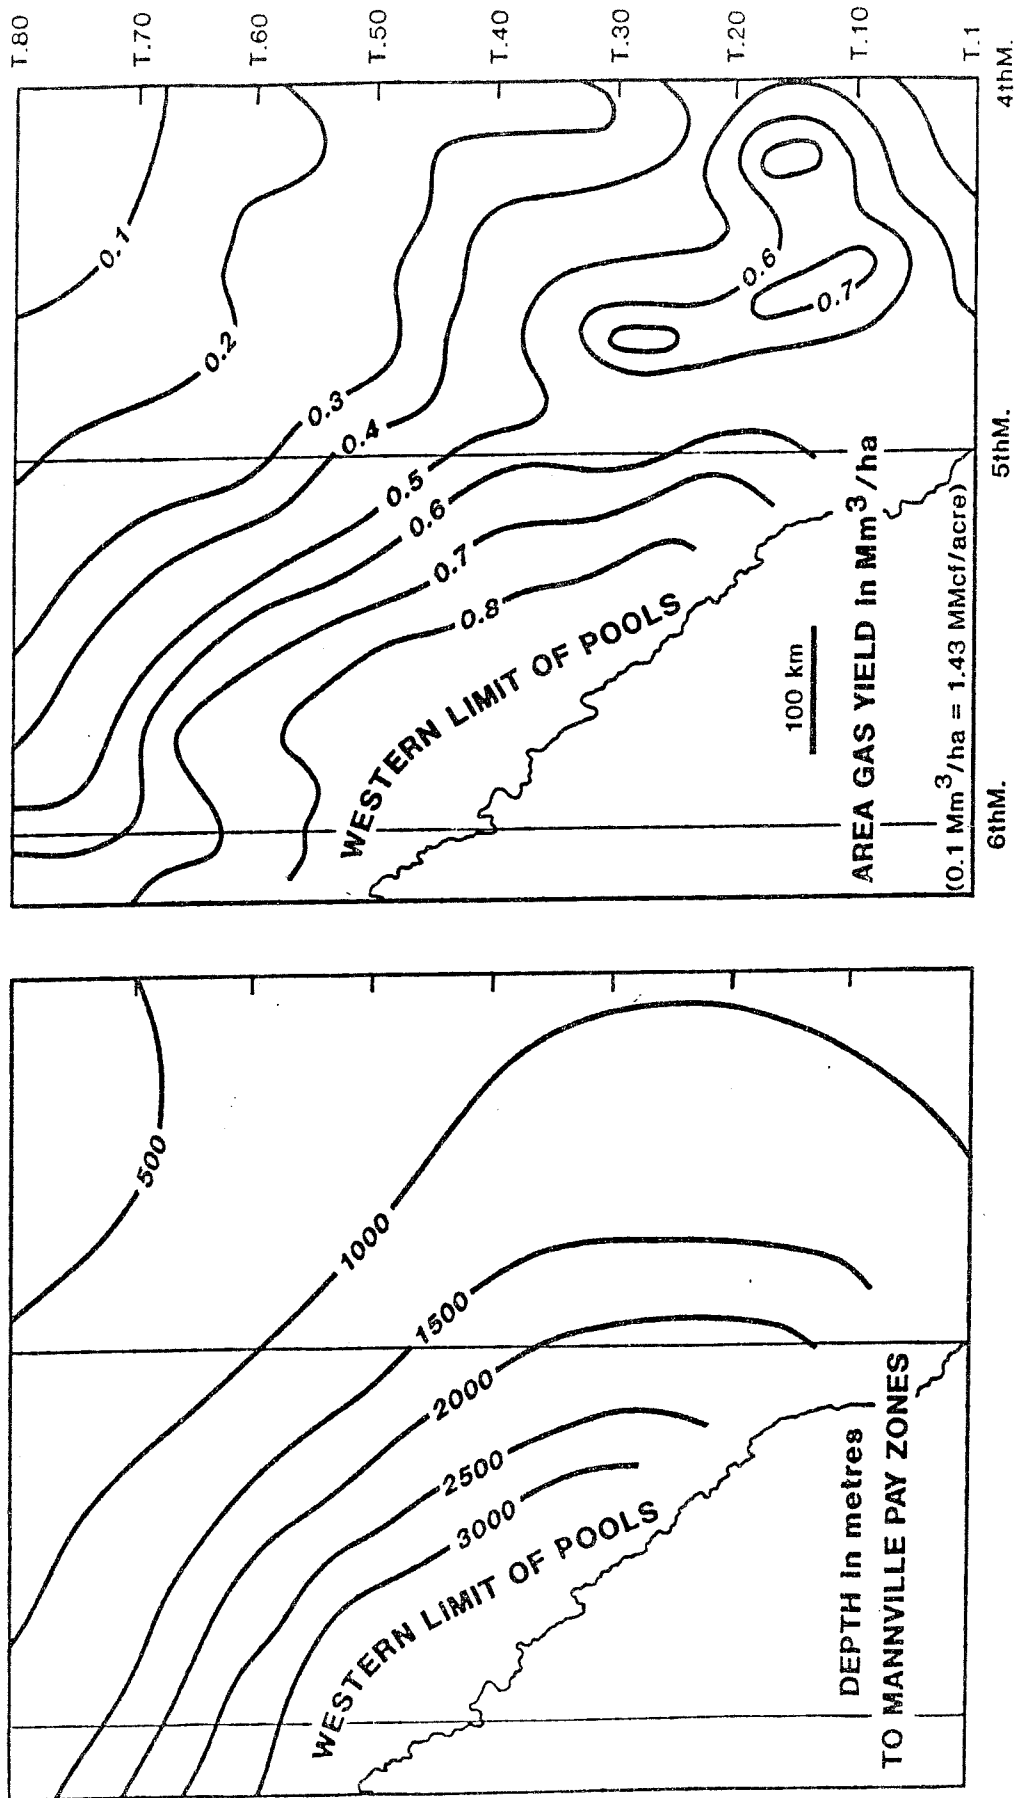 500
1000
1500
2000
2500
3000
WESTERN LIMIT OF POOLS
DEPTH in metres
TO MANNVILLE PAY ZONES
T.80
T.70
T.60
T.50
T.40
T.30
T.20
T.10
T.1
0.1
0.2
0.3
0.4
0.5
0.6
0.7
0.8
0.6
0.7
WESTERN LIMIT OF POOLS
100 km
AREA GAS YIELD in Mm³/ha
(0.1 Mm³/ha = 1.43 MMcf/acre)
6thM.
5thM.
4thM.